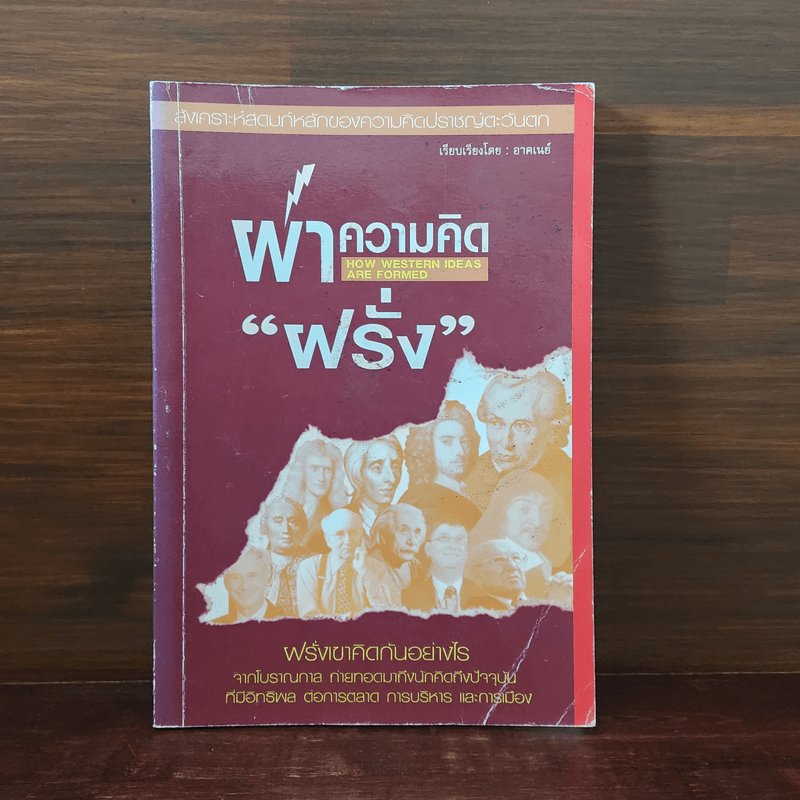 สังเคราะห์สดมภ์หลักของความคิดปราชญ์ตะวันตก
เรียบเรียงโดย : อาคเนย์
ผ่าความคิด
HOW WESTERN IDEAS
ARE FORMED
“ฝรั่ง”
ฝรั่งเขาคิดกันอย่างไร
จากโบราณกาล ถ่ายทอดมาถึงนักคิดถึงปัจจุบัน
ที่มีอิทธิพล ต่อการตลาด การบริหาร และการเมือง